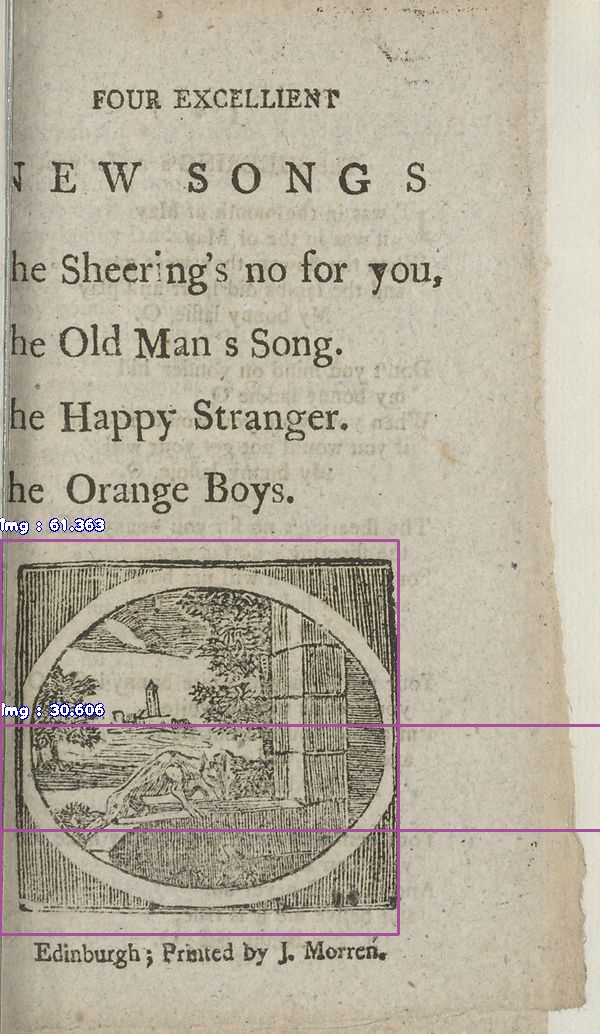 FOUR EXCELLIENT
NEW SONGS
he Sheering's no for you,
he Old Man s Song.
he Happy Stranger.
he Orange Boys.
Img : 61.363
Img : 30.606
Edinburgh; Printed by J. Morren.